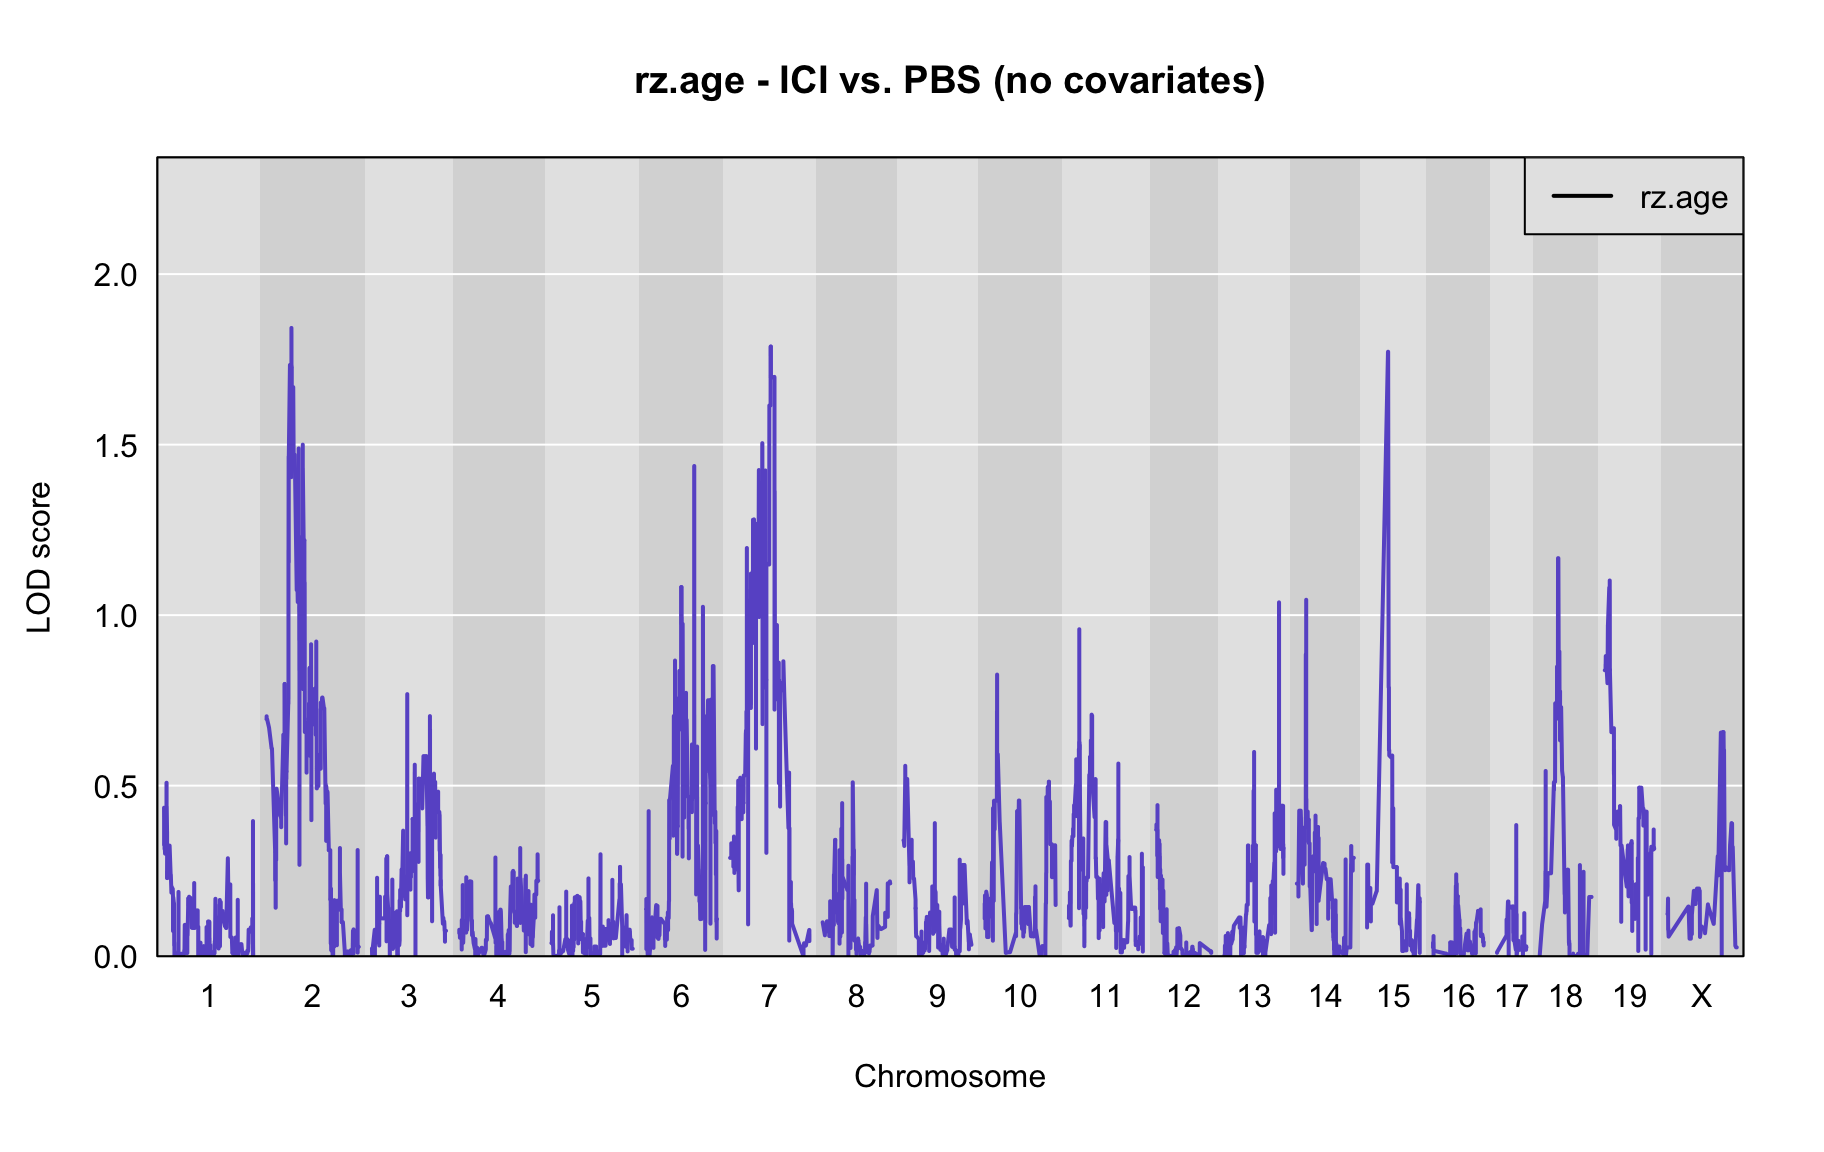 rz.age - ICI vs. PBS (no covariates)
rz.age
2.0
1.5
1.0
0.5
0.0
LOD score
1 2 3 4 5 6 7 8 9 10 11 12 13 14 15 16 17 18 19 X
Chromosome